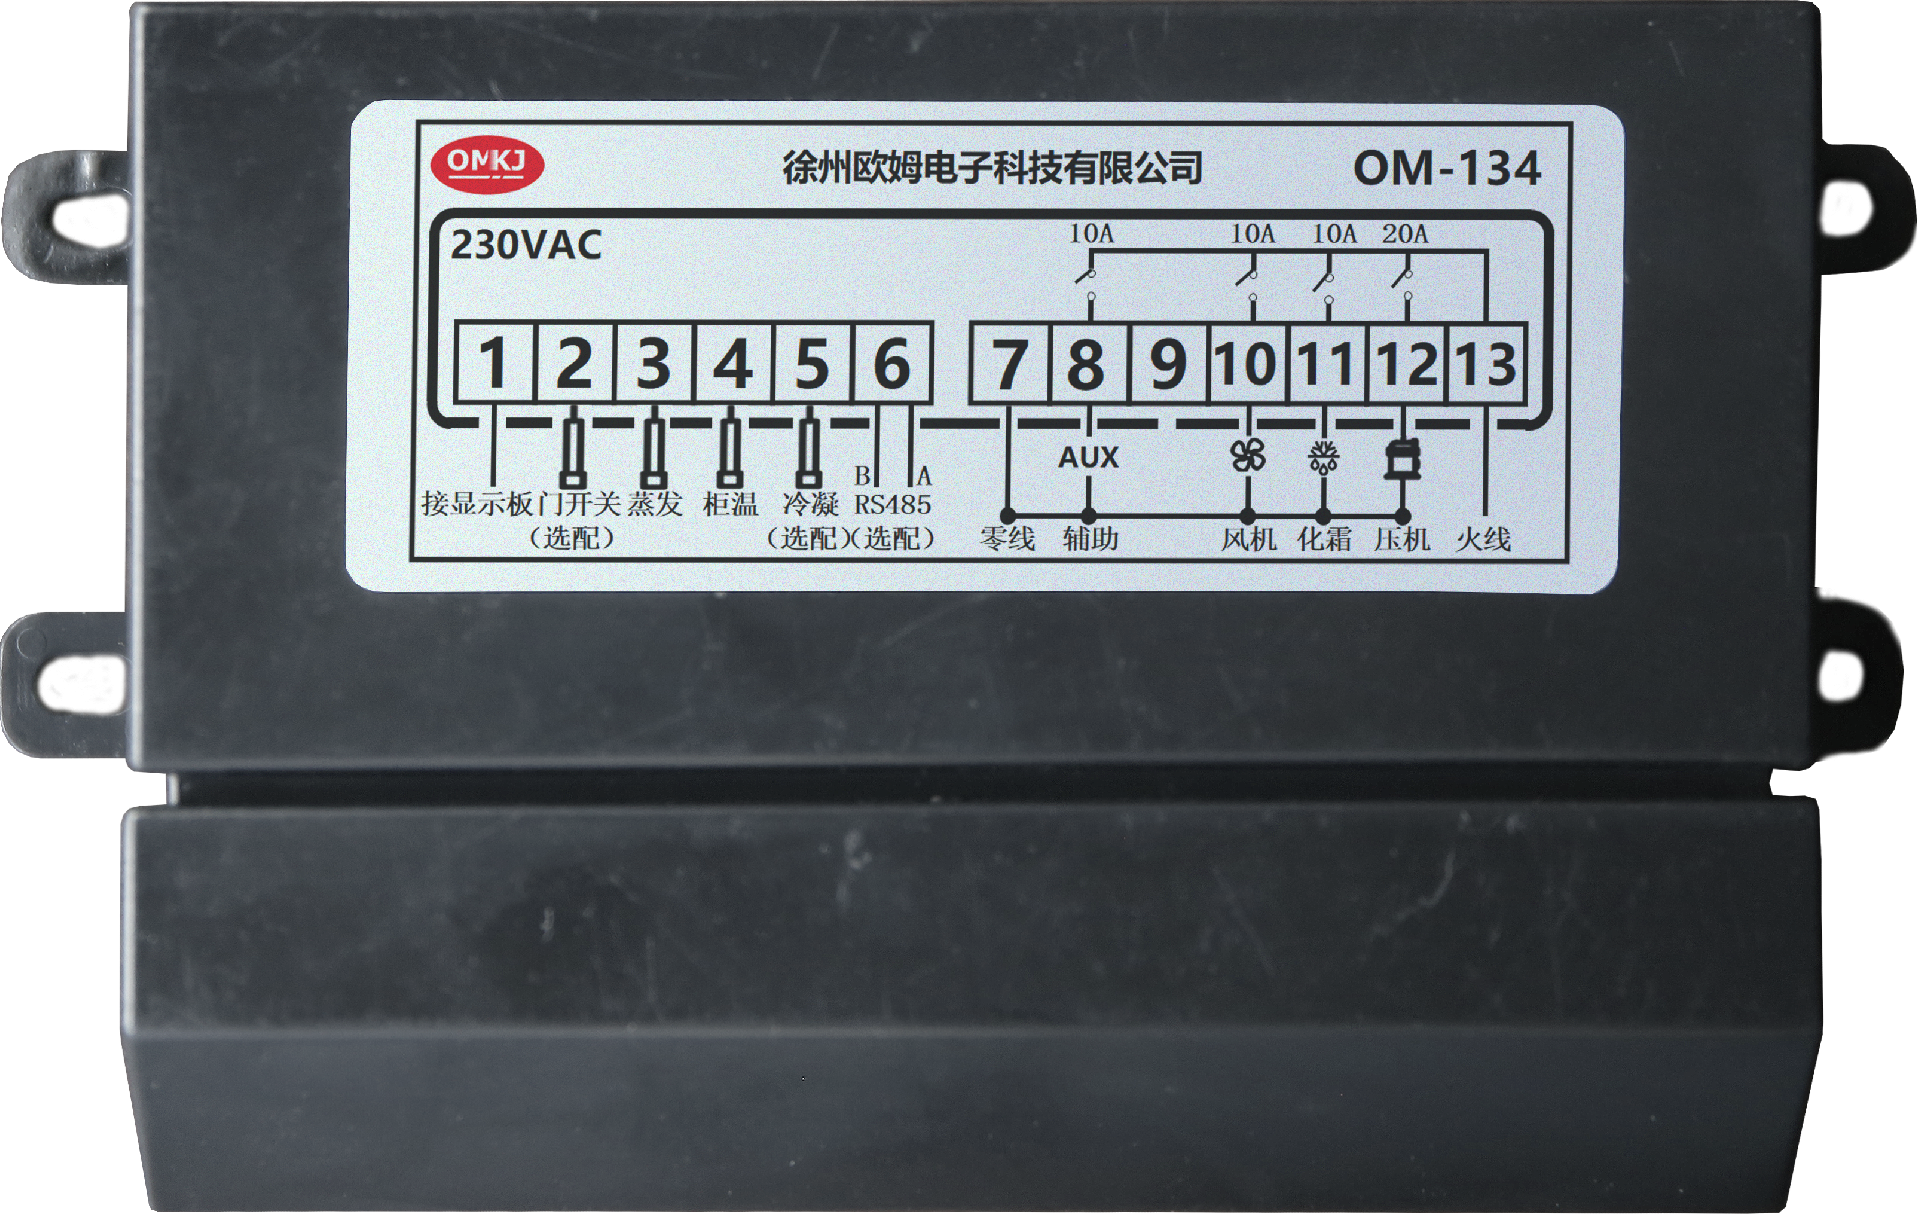 OMKJ 徐州欧姆电子科技有限公司 OM-134
230VAC 10A 10A 10A 20A
1 2 3 4 5 6 7 8 9 10 11 12 13
AUX
B A
接显示板 门开关 蒸发 柜温 冷凝 RS485
(选配) (选配) (选配) 零线 辅助 风机 化霜 压机 火线